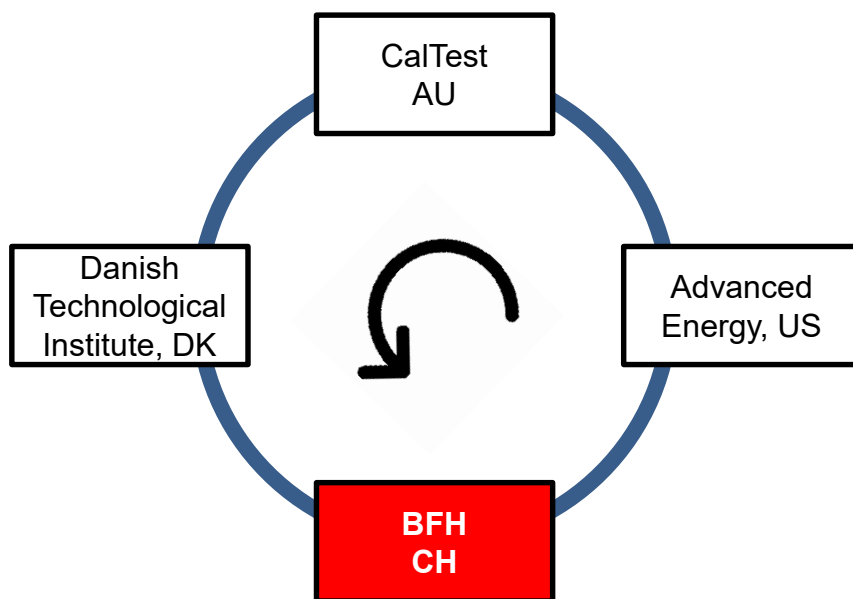 CalTest
AU
Danish
Technological
Institute, DK
Advanced
Energy, US
BFH
CH